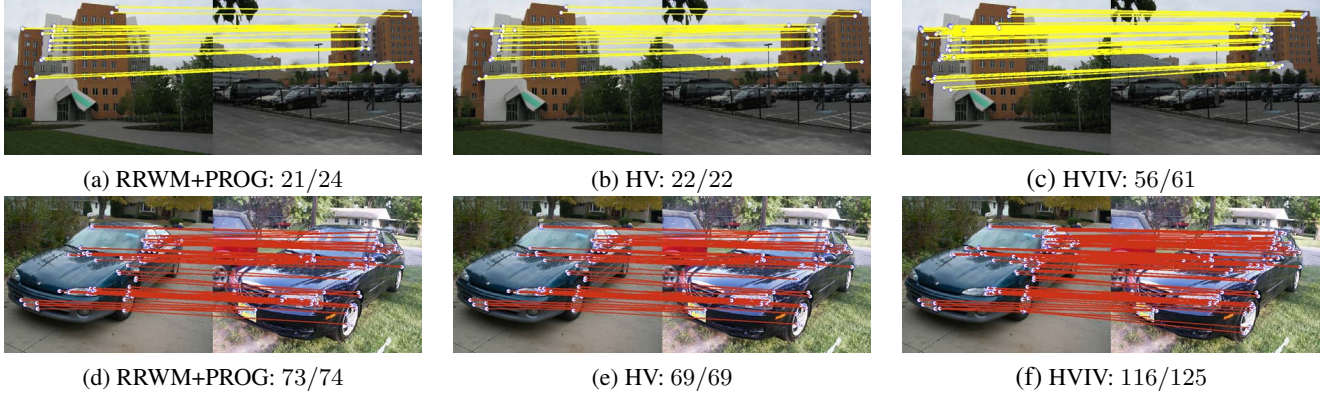 (a) RRWM+PROG: 21/24
(b) HV: 22/22
(c) HVIV: 56/61
(d) RRWM+PROG: 73/74
(e) HV: 69/69
(f) HVIV: 116/125